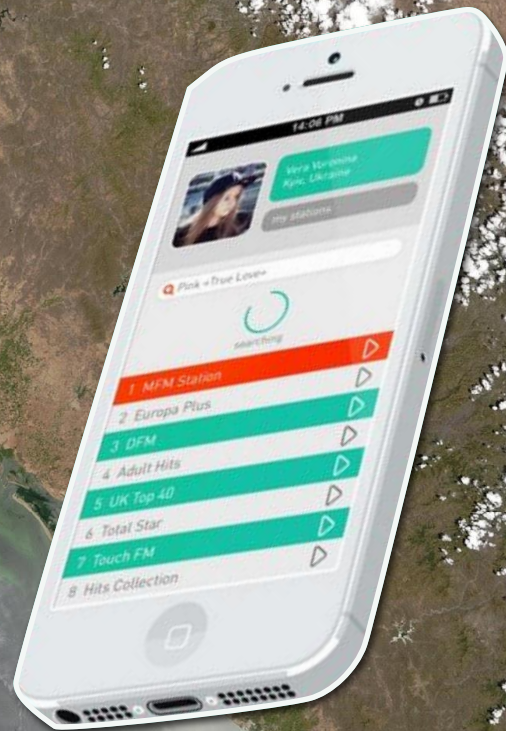 14:06 PM
Vera Voronina
Kyic, Ukraine
my stations
Pink «True Love»
searching
1 MFM Station
2 Europa Plus
3 DFM
4 Adult Hits
5 UK Top 40
6 Total Star
7 Touch FM
8 Hits Collection